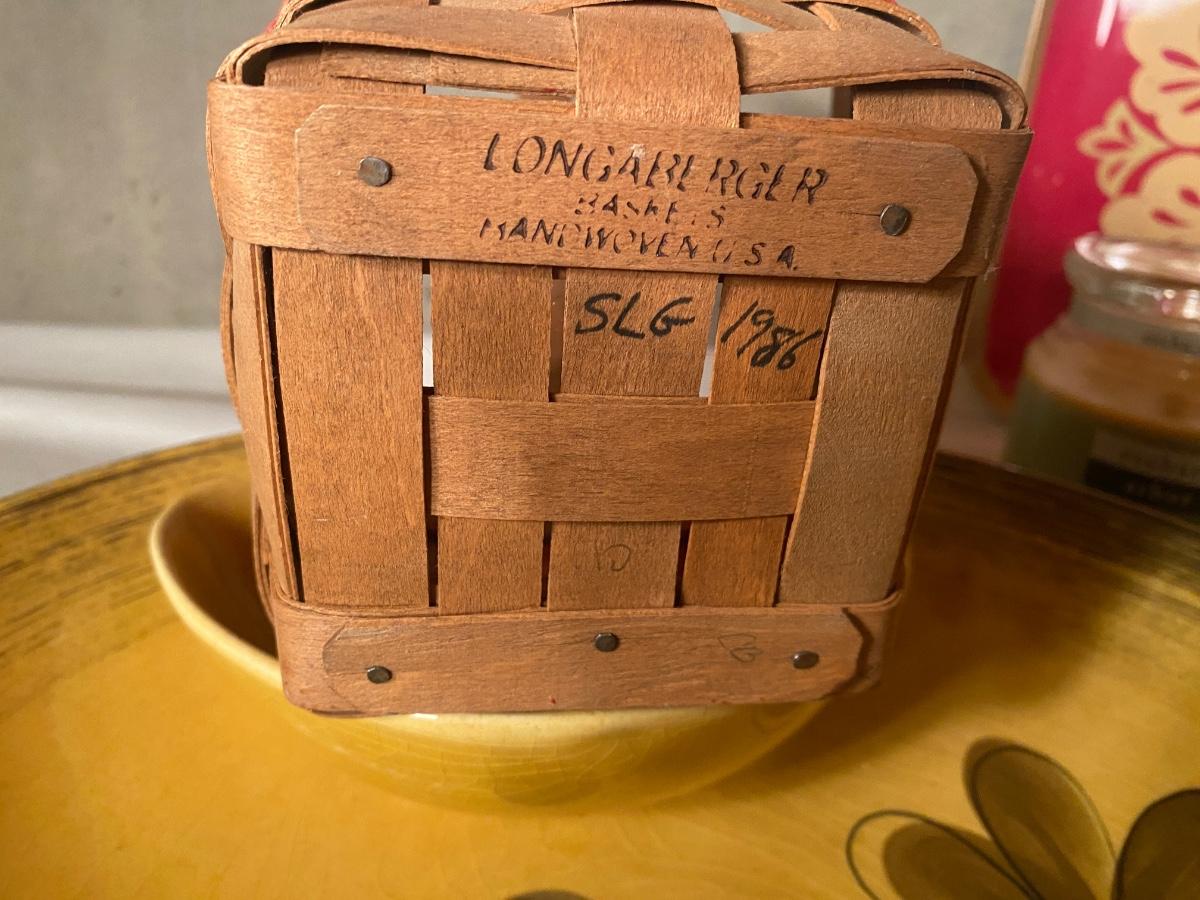 LONGABERGER
BASKETS
HANDWOVEN U.S.A.
SLG 1986